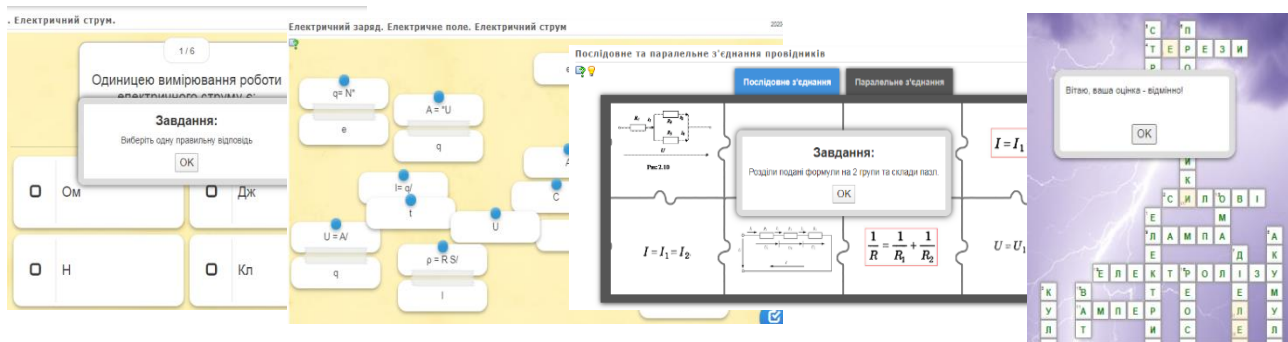 . Електричний струм.
1 / 6
Одиницею вимірювання роботи
електричного струму є:
Завдання:
Виберіть одну правильну відповідь
OK
Ом
Дж
Н
Кл
Електричний заряд. Електричне поле. Електричний струм
2023
q= N*
e
A = *U
q
I= q/
t
U = A/
q
ρ = R S/
l
U
C
Послідовне та паралельне з'єднання провідників
Послідовне з'єднання
Паралельне з'єднання
Завдання:
Розділи подані формули на 2 групи та склади пазл.
OK
U
Рис2.10
I = I₁
I = I₁ = I₂.
1/R = 1/R₁ + 1/R₂
U = U₁
Вітаю, ваша оцінка - відмінно!
OK
ТЕРЕЗИ
СИЛОВІ
ЛАМПА
ЕЛЕКТРОЛІЗУ
АМПЕР